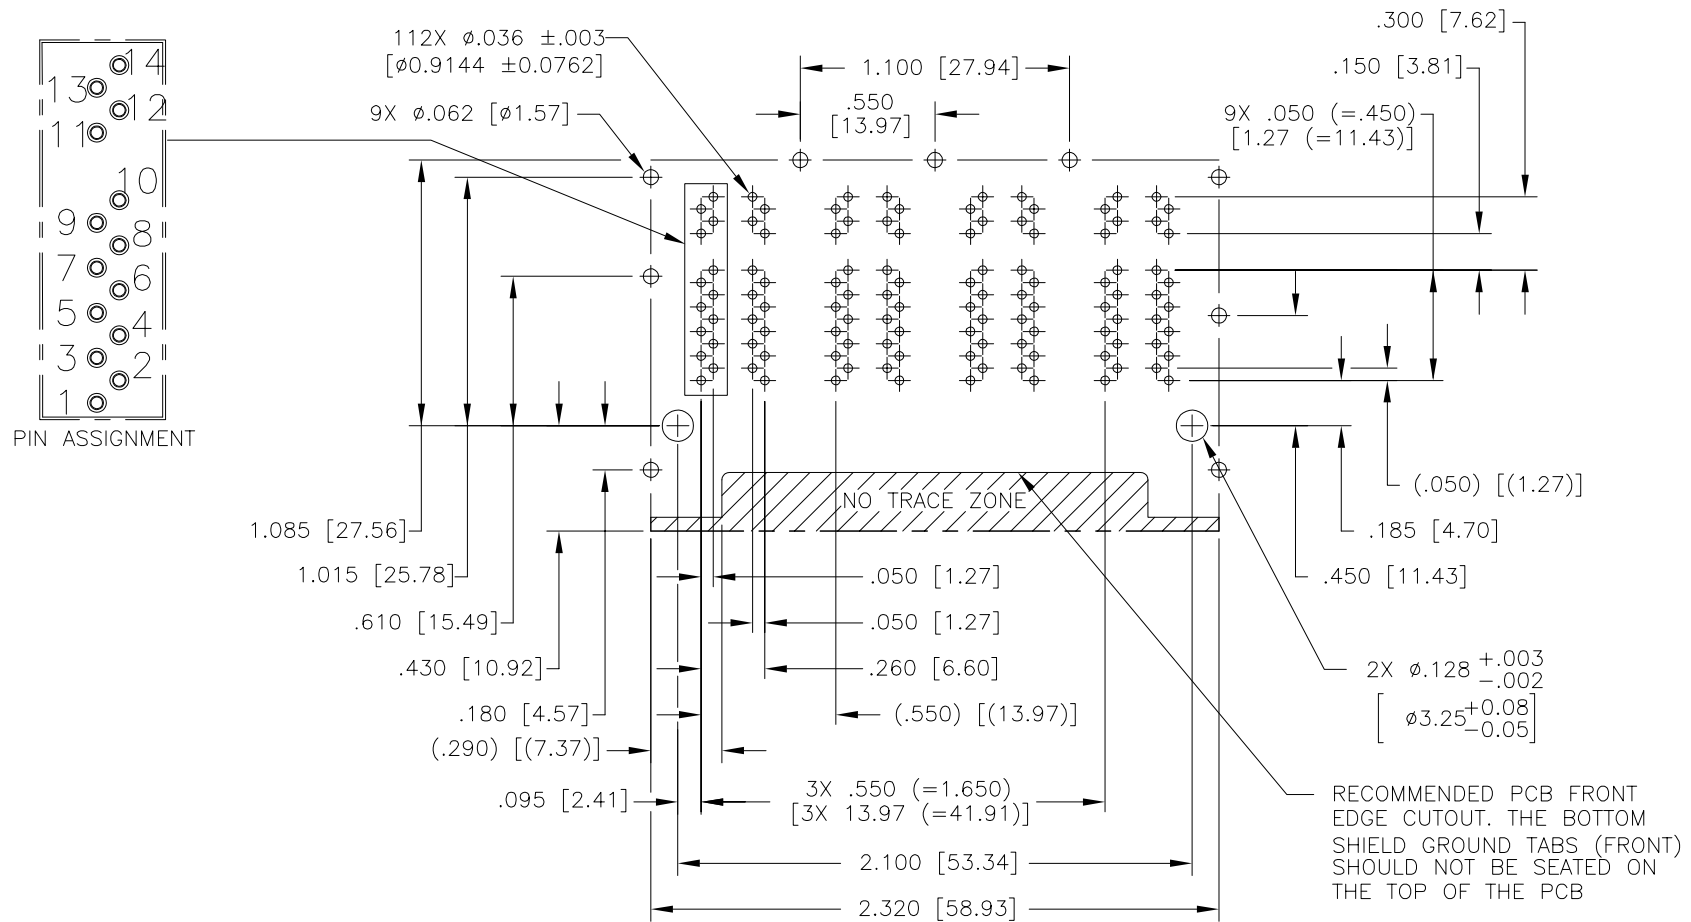 14
13
12
11
10
9
8
7
6
5
4
3
2
1
PIN ASSIGNMENT
112X ø.036 ±.003
[ø0.9144 ±0.0762]
9X ø.062 [ø1.57]
1.100 [27.94]
.550
[13.97]
.300 [7.62]
.150 [3.81]
9X .050 (=.450)
[1.27 (=11.43)]
NO TRACE ZONE
1.085 [27.56]
1.015 [25.78]
.610 [15.49]
.430 [10.92]
.180 [4.57]
(.290) [(7.37)]
.095 [2.41]
.050 [1.27]
.050 [1.27]
.260 [6.60]
(.550) [(13.97)]
3X .550 (=1.650)
[3X 13.97 (=41.91)]
2.100 [53.34]
2.320 [58.93]
(.050) [(1.27)]
.185 [4.70]
.450 [11.43]
2X ø.128 +.003
-.002
[ø3.25 +0.08
-0.05]
RECOMMENDED PCB FRONT
EDGE CUTOUT. THE BOTTOM
SHIELD GROUND TABS (FRONT)
SHOULD NOT BE SEATED ON
THE TOP OF THE PCB